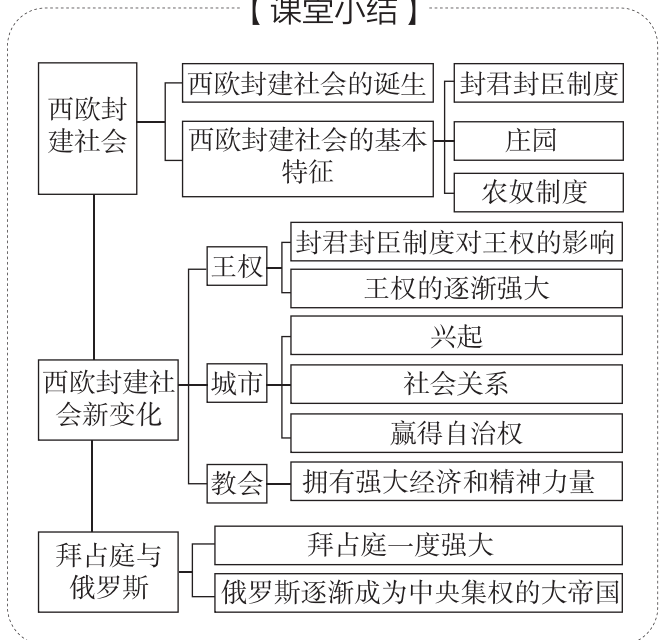 【课堂小结】
西欧封
建社会
西欧封建社会的诞生
西欧封建社会的基本
特征
封君封臣制度
庄园
农奴制度
西欧封建社
会新变化
王权
封君封臣制度对王权的影响
王权的逐渐强大
城市
兴起
社会关系
赢得自治权
教会
拥有强大经济和精神力量
拜占庭与
俄罗斯
拜占庭一度强大
俄罗斯逐渐成为中央集权的大帝国